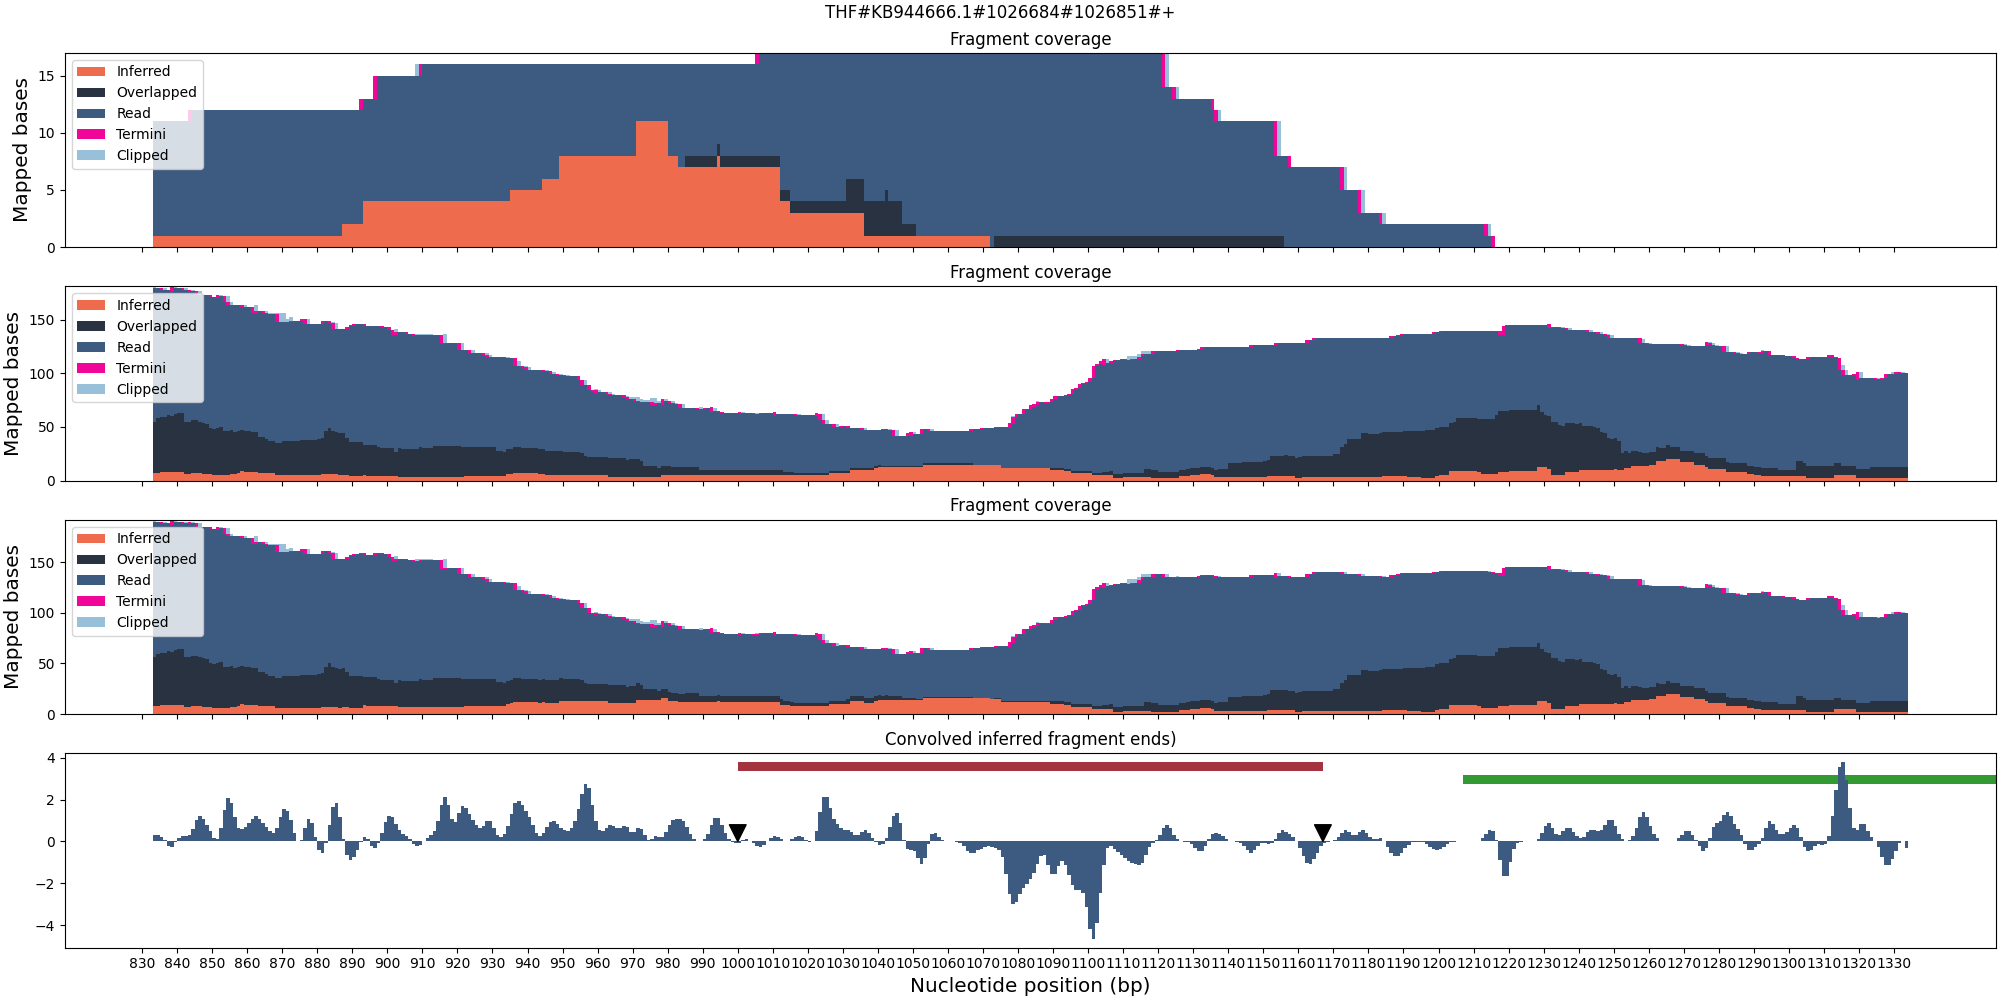 THF#KB944666.1#1026684#1026851#+
Fragment coverage
Mapped bases
15
10
5
0
Inferred
Overlapped
Read
Termini
Clipped
Fragment coverage
Mapped bases
150
100
50
0
Inferred
Overlapped
Read
Termini
Clipped
Fragment coverage
Mapped bases
150
100
50
0
Inferred
Overlapped
Read
Termini
Clipped
Convolved inferred fragment ends)
4
2
0
−2
−4
830 840 850 860 870 880 890 900 910 920 930 940 950 960 970 980 990 1000 1010 1020 1030 1040 1050 1060 1070 1080 1090 1100 1110 1120 1130 1140 1150 1160 1170 1180 1190 1200 1210 1220 1230 1240 1250 1260 1270 1280 1290 1300 1310 1320 1330
Nucleotide position (bp)